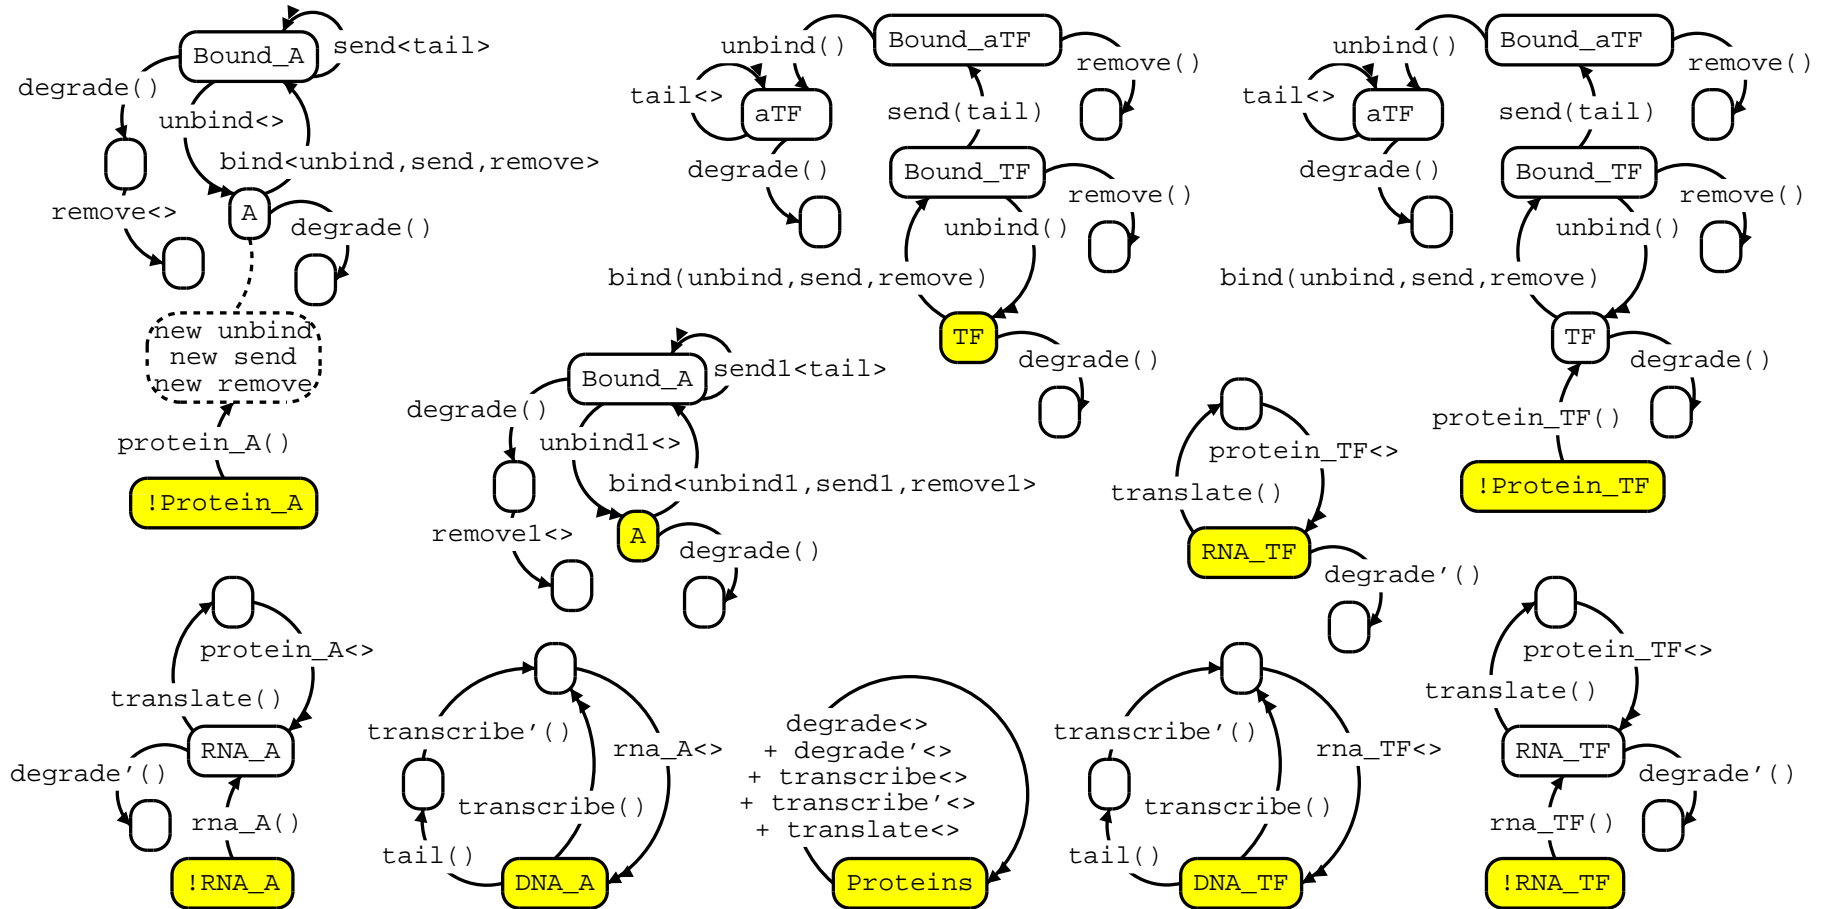 Bound_A
send<tail>
degrade()
unbind<>
bind<unbind,send,remove>
remove<>
A
degrade()
new unbind
new send
new remove
protein_A()
!Protein_A
unbind()
Bound_aTF
remove()
tail<>
aTF
send(tail)
degrade()
Bound_TF
remove()
unbind()
bind(unbind,send,remove)
TF
degrade()
unbind()
Bound_aTF
remove()
tail<>
aTF
send(tail)
degrade()
Bound_TF
remove()
unbind()
bind(unbind,send,remove)
TF
degrade()
protein_TF()
!Protein_TF
Bound_A
send1<tail>
degrade()
unbind1<>
bind<unbind1,send1,remove1>
remove1<>
A
degrade()
protein_TF<>
translate()
RNA_TF
degrade'()
protein_A<>
translate()
RNA_A
degrade'()
rna_A()
!RNA_A
transcribe'()
rna_A<>
transcribe()
tail()
DNA_A
degrade<>
+ degrade'<>
+ transcribe<>
+ transcribe'<>
+ translate<>
Proteins
transcribe'()
rna_TF<>
transcribe()
tail()
DNA_TF
protein_TF<>
translate()
RNA_TF
degrade'()
rna_TF()
!RNA_TF